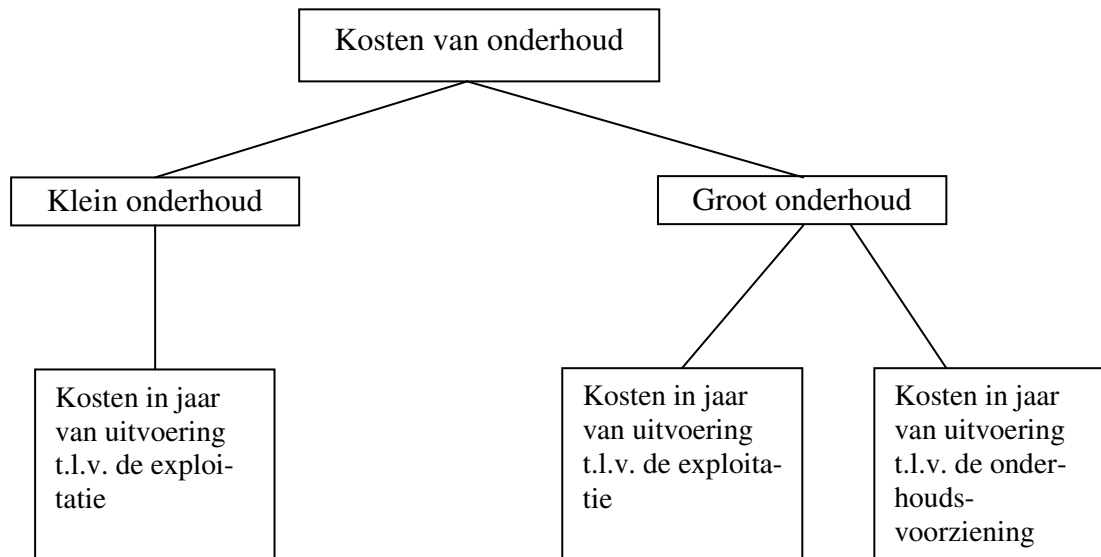 Kosten van onderhoud
Klein onderhoud
Groot onderhoud
Kosten in jaar
van uitvoering
t.l.v. de exploi-
tatie
Kosten in jaar
van uitvoering
t.l.v. de exploita-
tie
Kosten in jaar
van uitvoering
t.l.v. de onder-
houds-
voorziening